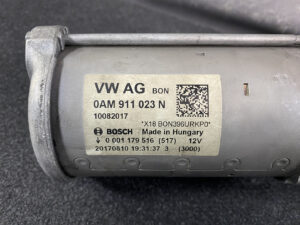 VW AG BON
0AM 911 023 N
10082017
*X18 BON396URKP0*
BOSCH Made in Hungary
0 001 179 516 (517) 12V
20170810 19:31:37 3 (3000)